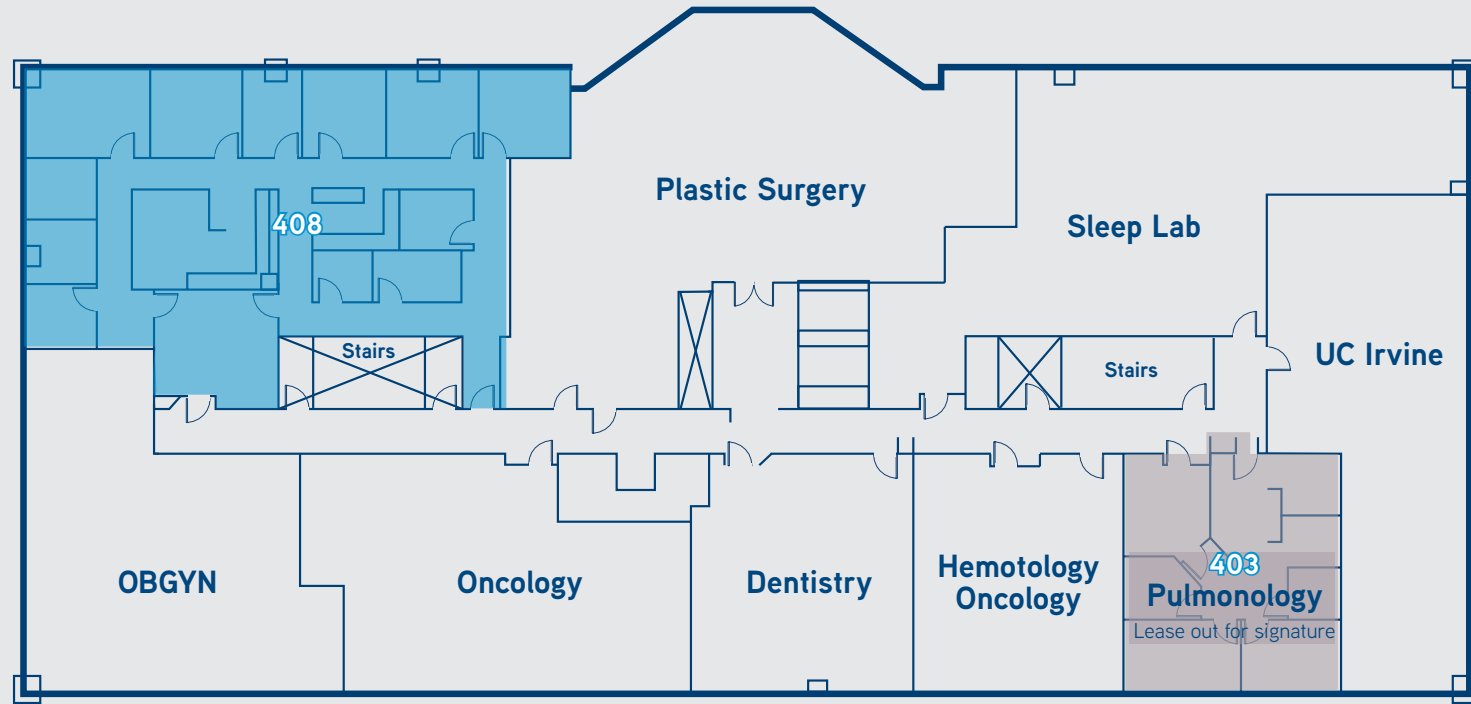 Plastic Surgery
408
Sleep Lab
Stairs
UC Irvine
Stairs
403
OBGYN
Oncology
Dentistry
Hemotology
Oncology
Pulmonology
Lease out for signature